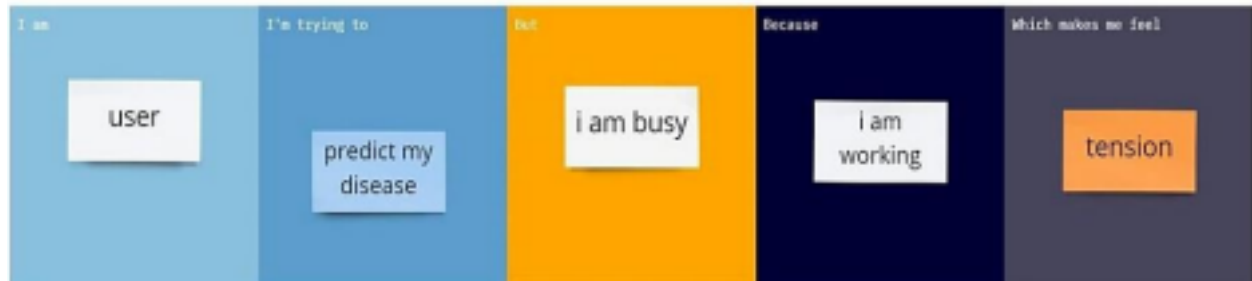 I am
user
I'm trying to
predict my
disease
But
i am busy
Because
i am
working
Which makes me feel
tension